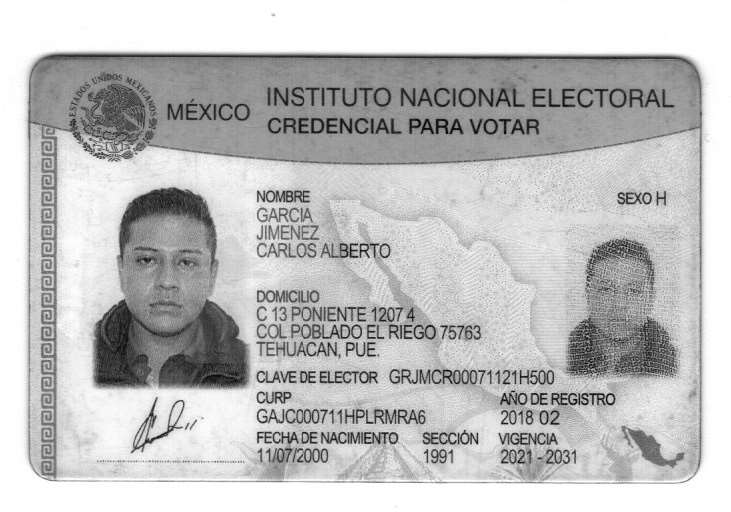 ESTADOS UNIDOS MEXICANOS
MÉXICO
INSTITUTO NACIONAL ELECTORAL
CREDENCIAL PARA VOTAR
NOMBRE
SEXO H
GARCIA
JIMENEZ
CARLOS ALBERTO
DOMICILIO
C 13 PONIENTE 1207 4
COL POBLADO EL RIEGO 75763
TEHUACAN, PUE.
CLAVE DE ELECTOR GRJMCR00071121H500
CURP
GAJC000711HPLRMRA6
AÑO DE REGISTRO
2018 02
FECHA DE NACIMIENTO
11/07/2000
SECCIÓN
1991
VIGENCIA
2021 - 2031